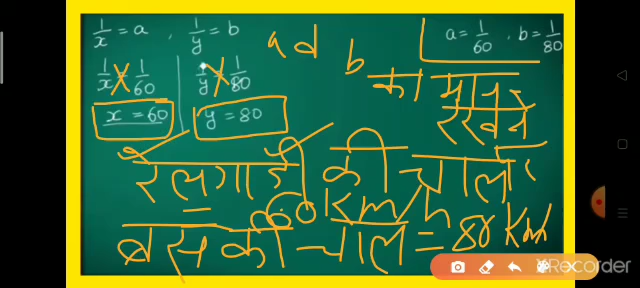 1/x = a , 1/y = b
a = 1/60 , b = 1/80
1/x = 1/60
1/y = 1/80
x = 60
y = 80
a d b का मान
रखने
रेलगाड़ी की चाल
60 km/h
बस की चाल = 80 Km